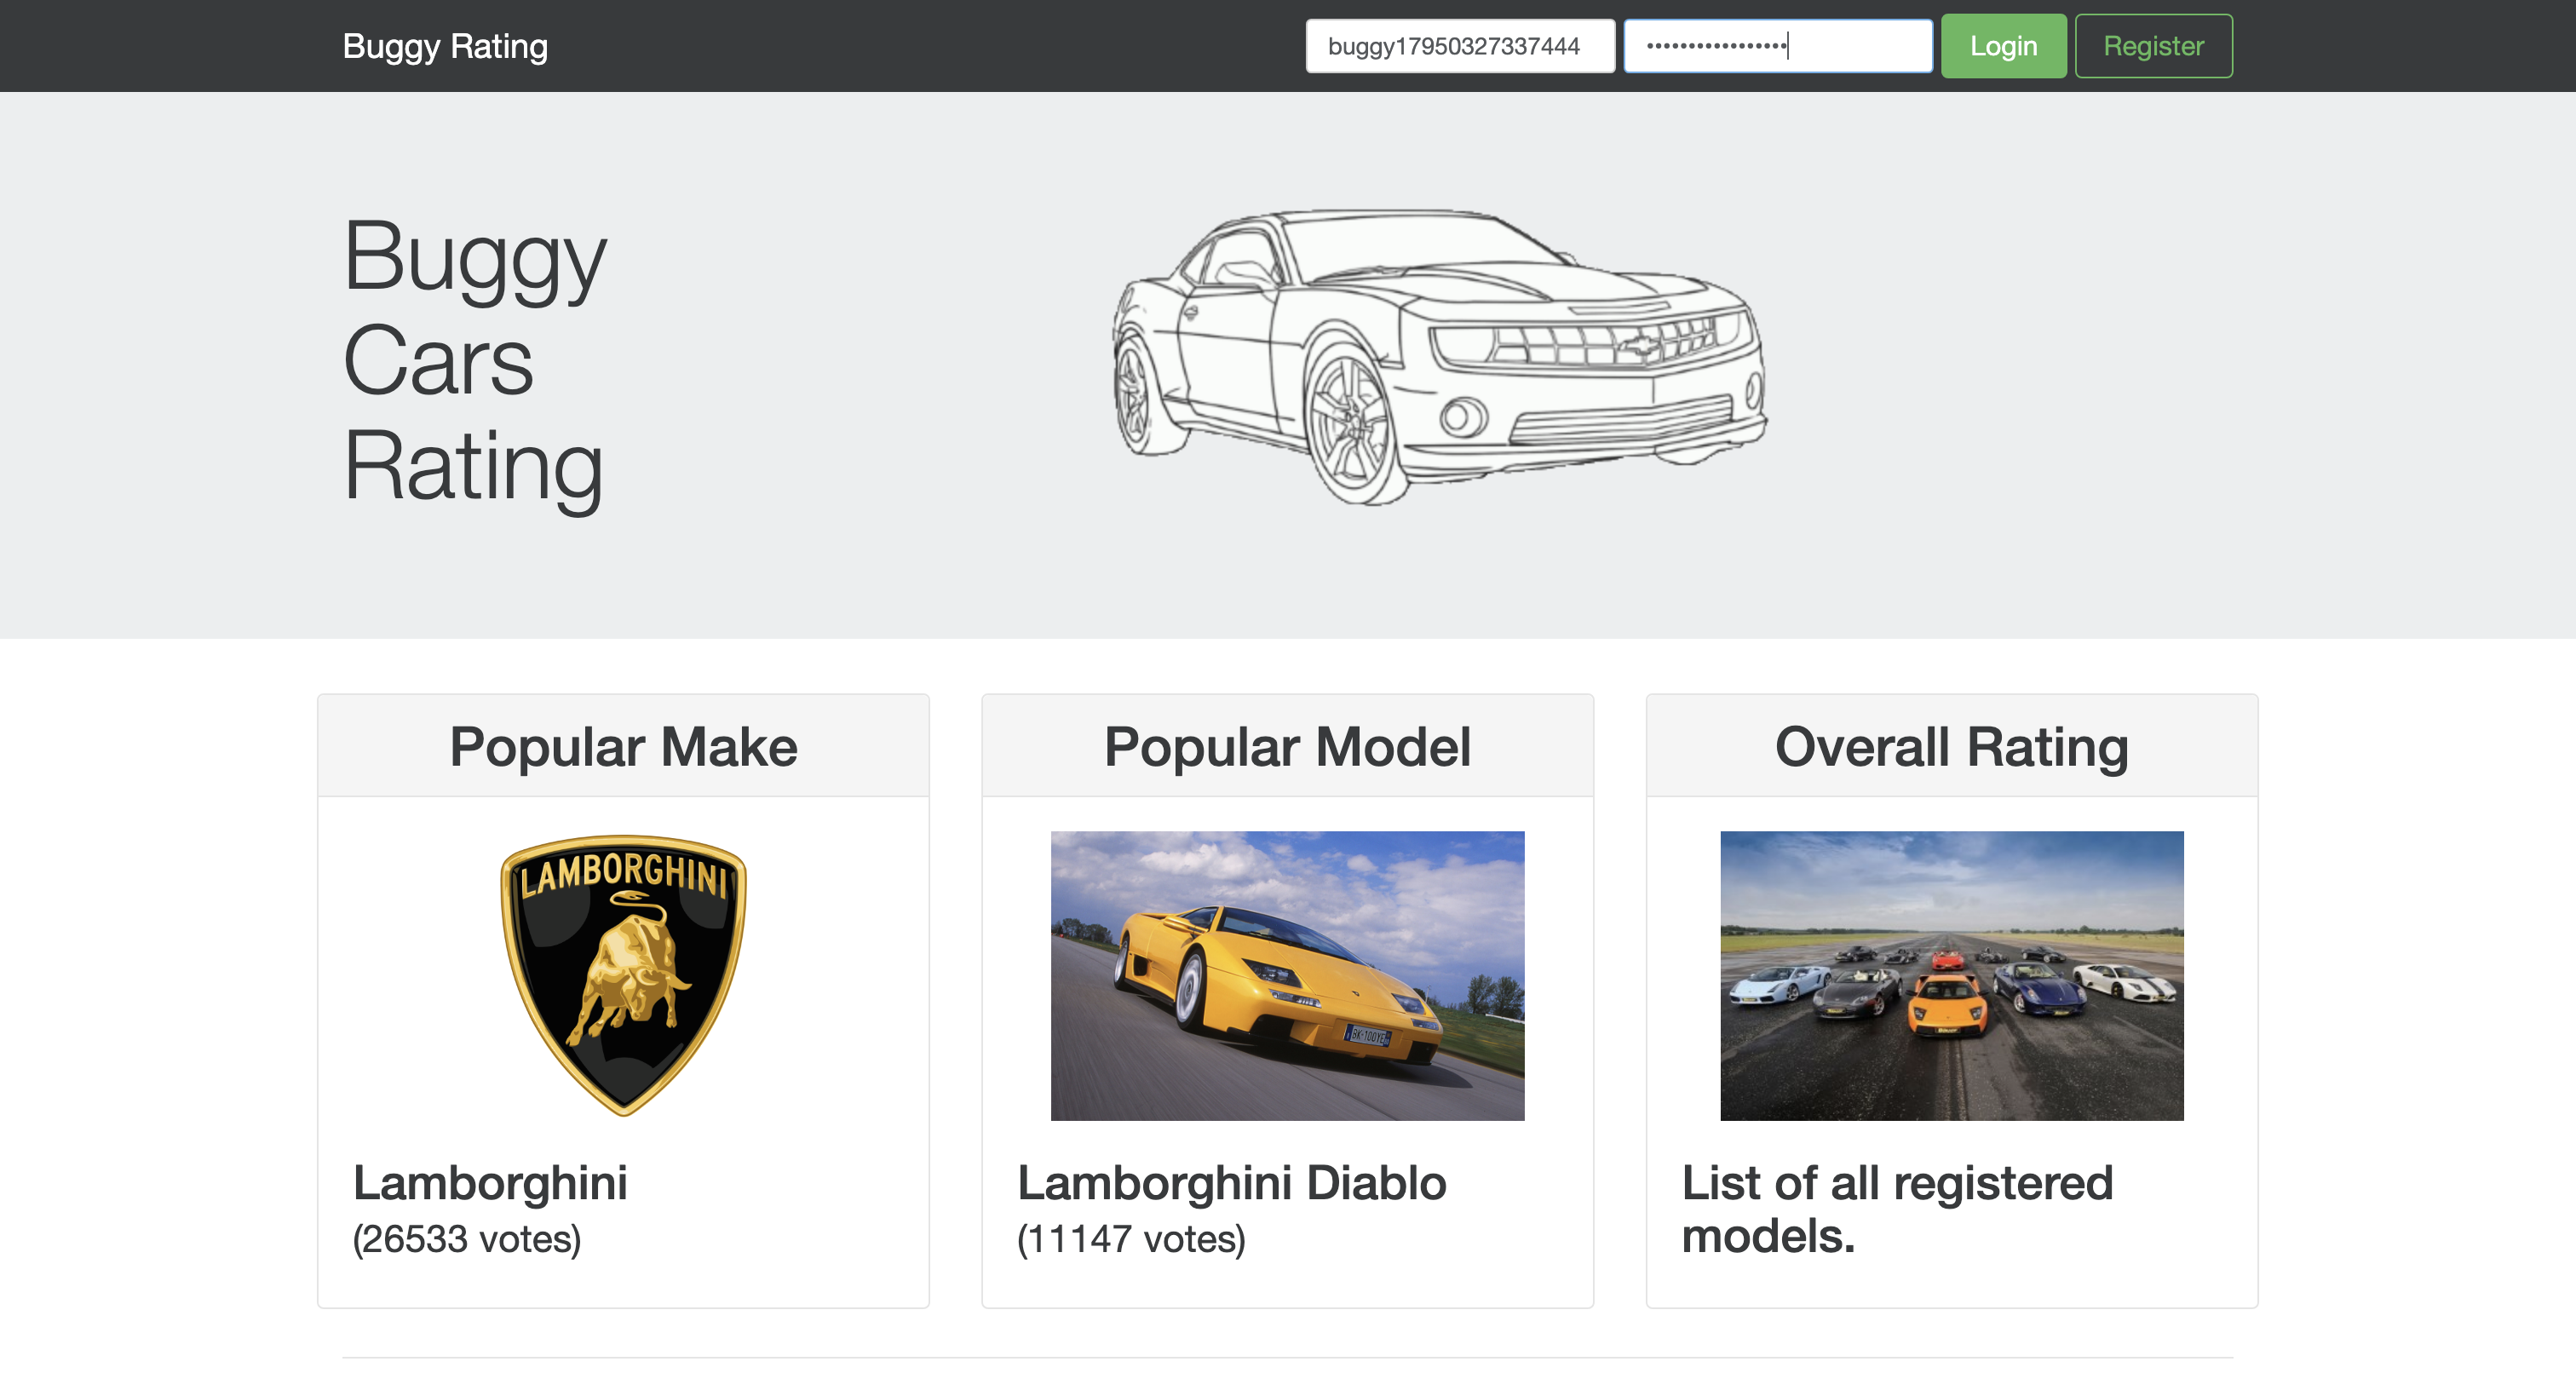 Buggy Rating
buggy17950327337444
•••••••••••••••••
Login
Register
Buggy
Cars
Rating
Popular Make
LAMBORGHINI
Lamborghini
(26533 votes)
Popular Model
Lamborghini Diablo
(11147 votes)
Overall Rating
List of all registered
models.